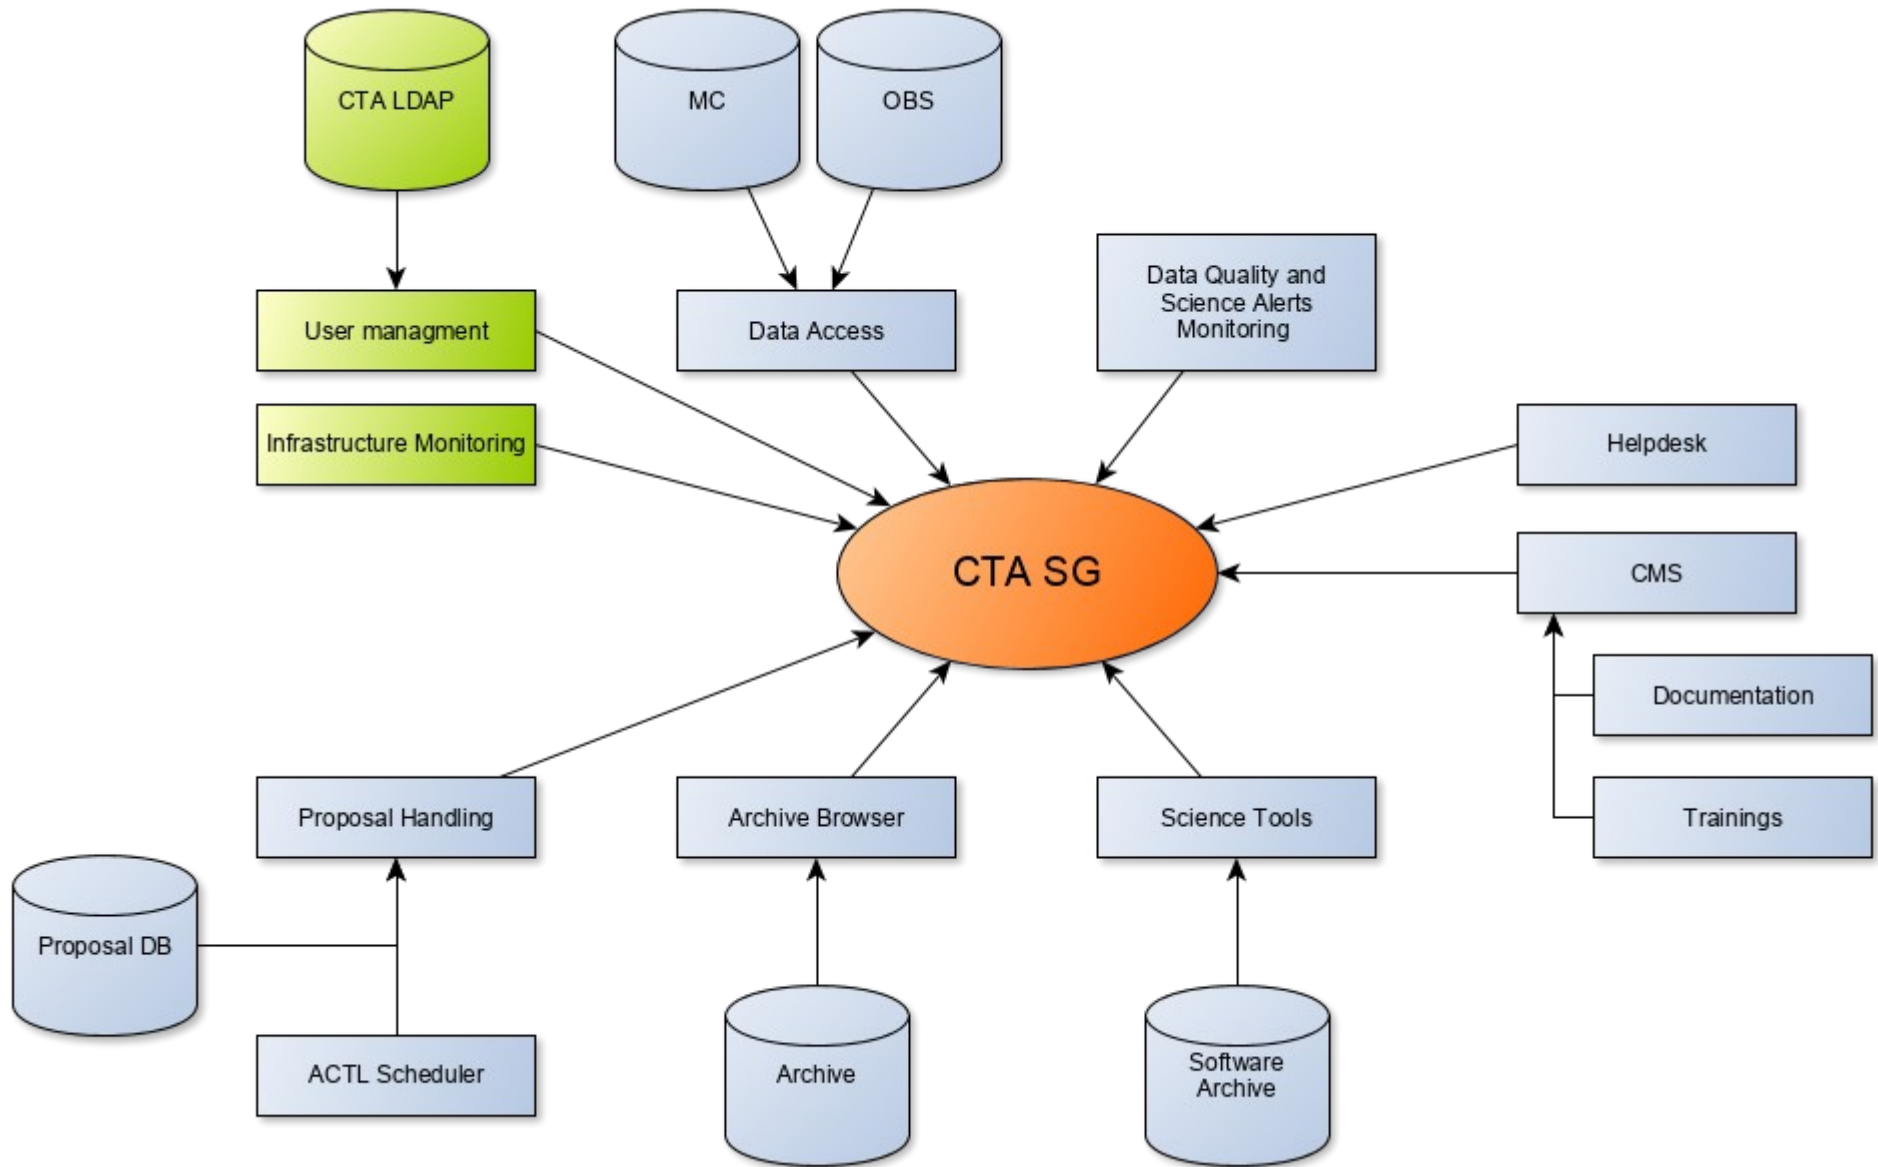 CTA LDAP
MC
OBS
User managment
Data Access
Data Quality and
Science Alerts
Monitoring
Infrastructure Monitoring
Helpdesk
CTA SG
CMS
Documentation
Proposal Handling
Archive Browser
Science Tools
Trainings
Proposal DB
ACTL Scheduler
Archive
Software
Archive